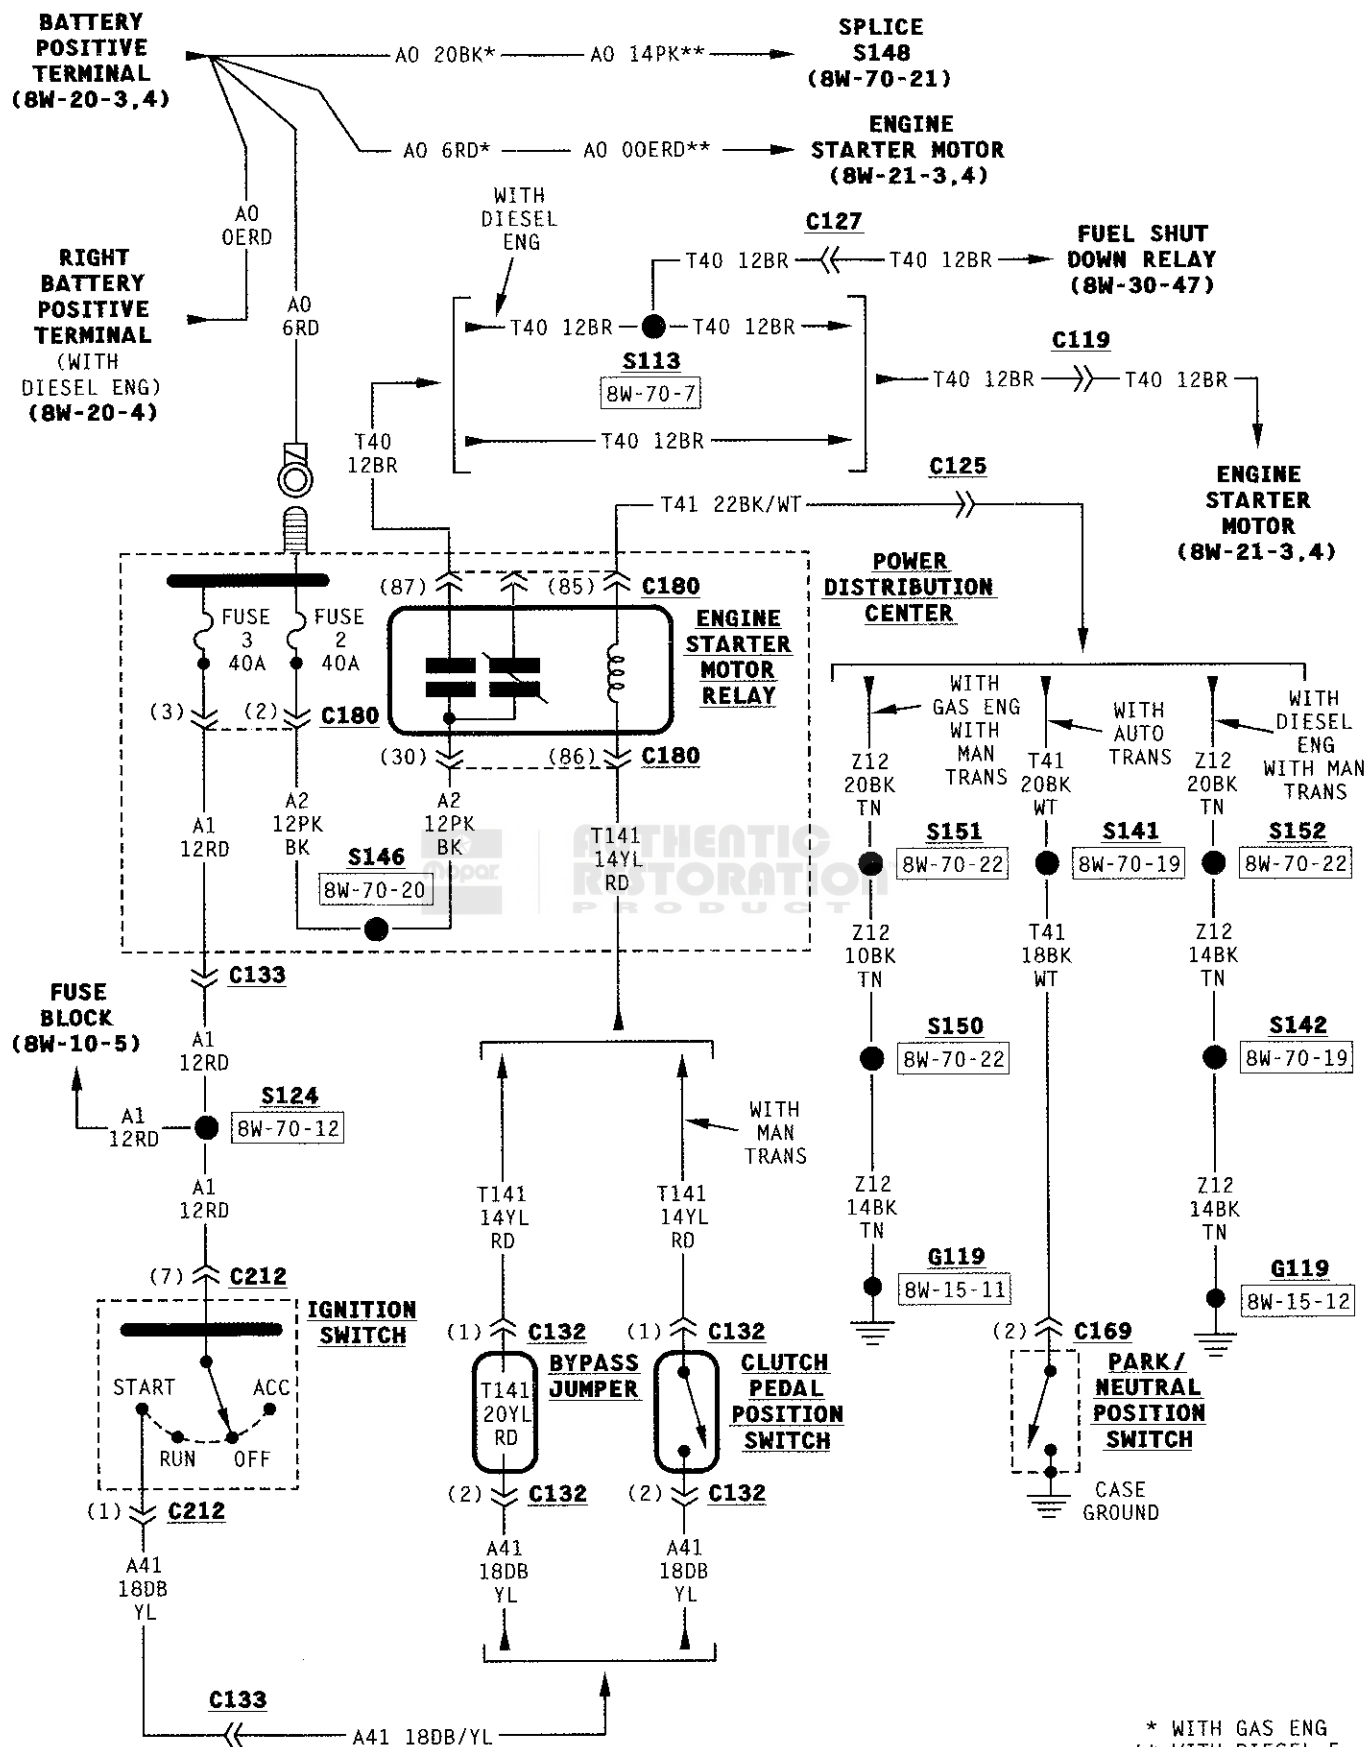 BATTERY
POSITIVE
TERMINAL
(8W-20-3,4)
A0 20BK*
A0 14PK**
SPLICE
S148
(8W-70-21)
A0 6RD*
A0 00ERD**
ENGINE
STARTER MOTOR
(8W-21-3,4)
A0
0ERD
RIGHT
BATTERY
POSITIVE
TERMINAL
(WITH
DIESEL ENG)
(8W-20-4)
A0
6RD
WITH
DIESEL
ENG
C127
T40 12BR
T40 12BR
FUEL SHUT
DOWN RELAY
(8W-30-47)
T40 12BR
T40 12BR
S113
8W-70-7
T40 12BR
C119
T40 12BR
T40 12BR
ENGINE
STARTER
MOTOR
(8W-21-3,4)
T40
12BR
C125
T41 22BK/WT
POWER
DISTRIBUTION
CENTER
(87)
(85)
C180
FUSE
3
40A
FUSE
2
40A
ENGINE
STARTER
MOTOR
RELAY
(3)
(2)
C180
(30)
(86)
C180
A1
12RD
A2
12PK
BK
A2
12PK
BK
S146
8W-70-20
T141
14YL
RD
mopar
AUTHENTIC
RESTORATION
PRODUCT
WITH
GAS ENG
WITH
MAN
TRANS
WITH
AUTO
TRANS
WITH
DIESEL
ENG
WITH MAN
TRANS
Z12
20BK
TN
T41
20BK
WT
Z12
20BK
TN
S151
8W-70-22
S141
8W-70-19
S152
8W-70-22
Z12
10BK
TN
T41
18BK
WT
Z12
14BK
TN
S150
8W-70-22
S142
8W-70-19
Z12
14BK
TN
Z12
14BK
TN
G119
8W-15-11
G119
8W-15-12
C133
FUSE
BLOCK
(8W-10-5)
A1
12RD
S124
8W-70-12
A1
12RD
A1
12RD
(7)
C212
IGNITION
SWITCH
START
ACC
RUN
OFF
(1)
C212
A41
18DB
YL
WITH
MAN
TRANS
T141
14YL
RD
T141
14YL
RD
(1)
C132
(1)
C132
BYPASS
JUMPER
T141
20YL
RD
CLUTCH
PEDAL
POSITION
SWITCH
(2)
C132
(2)
C132
A41
18DB
YL
A41
18DB
YL
(2)
C169
PARK/
NEUTRAL
POSITION
SWITCH
CASE
GROUND
C133
A41 18DB/YL
* WITH GAS ENG
** WITH DIESEL E